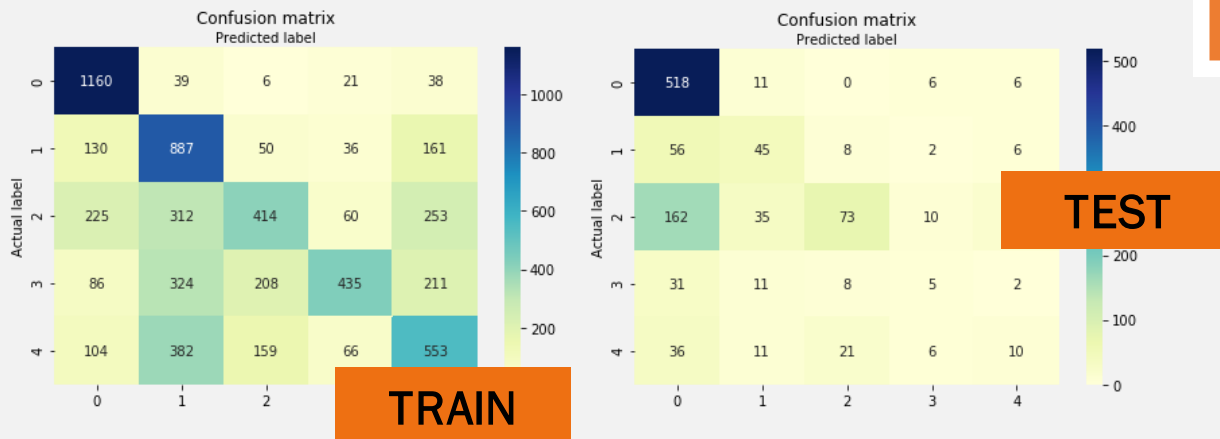 Confusion matrix
Predicted label
Actual label
0 1160 39 6 21 38
1 130 887 50 36 161
2 225 312 414 60 253
3 86 324 208 435 211
4 104 382 159 66 553
0 1 2
1000
800
600
400
200
TRAIN
Confusion matrix
Predicted label
Actual label
0 518 11 0 6 6
1 56 45 8 2 6
2 162 35 73 10
3 31 11 8 5 2
4 36 11 21 6 10
0 1 2 3 4
500
400
200
100
0
TEST